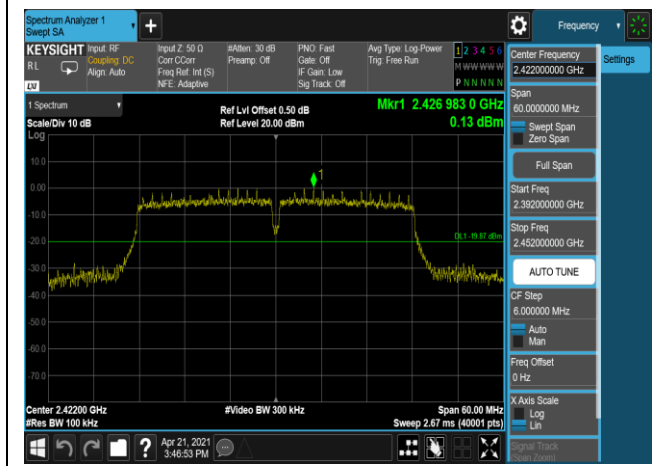 Spectrum Analyzer 1
Swept SA
+
Frequency
KEYSIGHT
RL
LXI
Input: RF
Coupling: DC
Align: Auto
Input Z: 50 Ω
Corr CCorr
Freq Ref: Int (S)
NFE: Adaptive
#Atten: 30 dB
Preamp: Off
PNO: Fast
Gate: Off
IF Gain: Low
Sig Track: Off
Avg Type: Log-Power
Trig: Free Run
1 2 3 4 5 6
M W W W W W
P N N N N N
Center Frequency
2.422000000 GHz
Settings
Span
60.0000000 MHz
Swept Span
Zero Span
Full Span
Start Freq
2.392000000 GHz
Stop Freq
2.452000000 GHz
AUTO TUNE
CF Step
6.000000 MHz
Auto
Man
Freq Offset
0 Hz
X Axis Scale
Log
Lin
Signal Track
(Span Zoom)
1 Spectrum
Scale/Div 10 dB
Log
Ref Lvl Offset 0.50 dB
Ref Level 20.00 dBm
Mkr1 2.426 983 0 GHz
0.13 dBm
10.0
0.00
-10.0
-20.0
-30.0
-40.0
-50.0
-60.0
-70.0
1
DL1 -19.87 dBm
Center 2.42200 GHz
#Res BW 100 kHz
#Video BW 300 kHz
Span 60.00 MHz
Sweep 2.67 ms (40001 pts)
?
Apr 21, 2021
3:46:53 PM